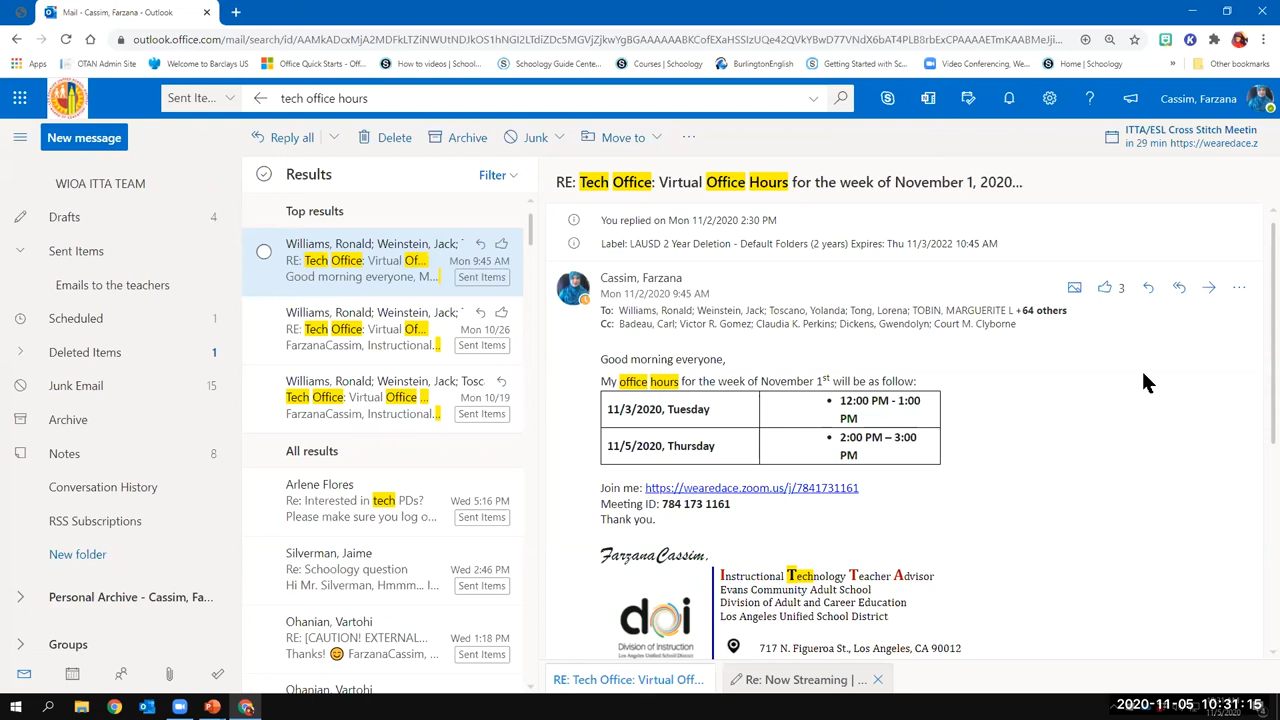 Mail - Cassim, Farzana - Outlook
outlook.office.com/mail/search/id/
Apps
OTAN Admin Site
Welcome to Barclays US
Office Quick Starts - Off...
How to videos | School...
Schoology Guide Cente...
Courses | Schoology
BurlingtonEnglish
Getting Started with Sc...
Video Conferencing, We...
Home | Schoology
Other bookmarks
Sent Ite...
tech office hours
Cassim, Farzana
New message
Reply all
Delete
Archive
Junk
Move to
ITTA/ESL Cross Stitch Meetin
in 29 min https://wearedace.z
WIOA ITTA TEAM
Drafts 4
Sent Items
Emails to the teachers
Scheduled
Deleted Items 1
Junk Email 15
Archive
Notes 8
Conversation History
RSS Subscriptions
New folder
Personal Archive - Cassim, Fa...
Groups
Results
Filter
Top results
Williams, Ronald; Weinstein, Jack;
RE: Tech Office: Virtual Of... Mon 9:45 AM
Good morning everyone, M... Sent Items
Williams, Ronald; Weinstein, Jack;
RE: Tech Office: Virtual Of... Mon 10/26
FarzanaCassim, Instructional... Sent Items
Williams, Ronald; Weinstein, Jack; Tosc
Tech Office: Virtual Office ... Mon 10/19
FarzanaCassim, Instructional... Sent Items
All results
Arlene Flores
Re: Interested in tech PDs? Wed 5:16 PM
Please make sure you log o... Sent Items
Silverman, Jaime
Re: Schoology question Wed 2:46 PM
Hi Mr. Silverman, Hmmm... I... Sent Items
Ohanian, Vartohi
RE: [CAUTION! EXTERNAL... Wed 1:18 PM
Thanks! 😊 FarzanaCassim, ... Sent Items
Ohanian, Vartohi
RE: Tech Office: Virtual Office Hours for the week of November 1, 2020...
You replied on Mon 11/2/2020 2:30 PM
Label: LAUSD 2 Year Deletion - Default Folders (2 years) Expires: Thu 11/3/2022 10:45 AM
Cassim, Farzana
Mon 11/2/2020 9:45 AM
3
To: Williams, Ronald; Weinstein, Jack; Toscano, Yolanda; Tong, Lorena; TOBIN, MARGUERITE L +64 others
Cc: Badeau, Carl; Victor R. Gomez; Claudia K. Perkins; Dickens, Gwendolyn; Court M. Clyborne
Good morning everyone,
My office hours for the week of November 1st will be as follow:
11/3/2020, Tuesday
• 12:00 PM - 1:00
PM
11/5/2020, Thursday
• 2:00 PM – 3:00
PM
Join me: https://wearedace.zoom.us/j/7841731161
Meeting ID: 784 173 1161
Thank you.
FarzanaCassim.
doi
Division of Instruction
Instructional Technology Teacher Advisor
Evans Community Adult School
Division of Adult and Career Education
Los Angeles Unified School District
717 N. Figueroa St., Los Angeles, CA 90012
RE: Tech Office: Virtual Off...
Re: Now Streaming | ...
2020-11-05 10:31:15
11/5/2020